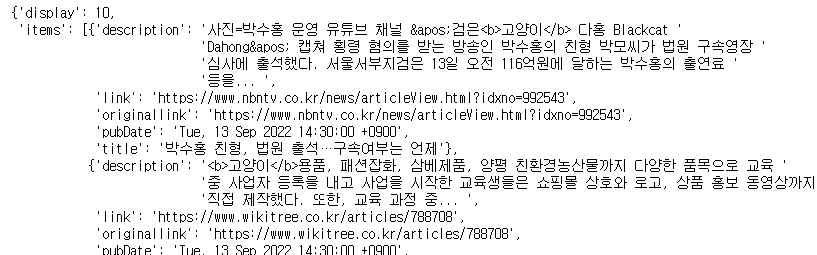 {'display': 10,
'items': [{'description': '사진=박수홍 운영 유튜브 채널 &apos;검은<b>고양이</b> 다홍 Blackcat '
'Dahong&apos; 캡쳐 횡령 혐의를 받는 방송인 박수홍의 친형 박모씨가 법원 구속영장 '
'심사에 출석했다. 서울서부지검은 13일 오전 116억원에 달하는 박수홍의 출연료 '
'등을... ',
'link': 'https://www.nbntv.co.kr/news/articleView.html?idxno=992543',
'originallink': 'https://www.nbntv.co.kr/news/articleView.html?idxno=992543',
'pubDate': 'Tue, 13 Sep 2022 14:30:00 +0900',
'title': '박수홍 친형, 법원 출석…구속여부는 언제'},
{'description': '<b>고양이</b>용품, 패션잡화, 삼베제품, 양평 친환경농산물까지 다양한 품목으로 교육 '
'중 사업자 등록을 내고 사업을 시작한 교육생들은 쇼핑몰 상호와 로고, 상품 홍보 동영상까지
'직접 제작했다. 또한, 교육 과정 중... ',
'link': 'https://www.wikitree.co.kr/articles/788708',
'originallink': 'https://www.wikitree.co.kr/articles/788708',
'pubDate': 'Tue, 13 Sep 2022 14:30:00 +0900',